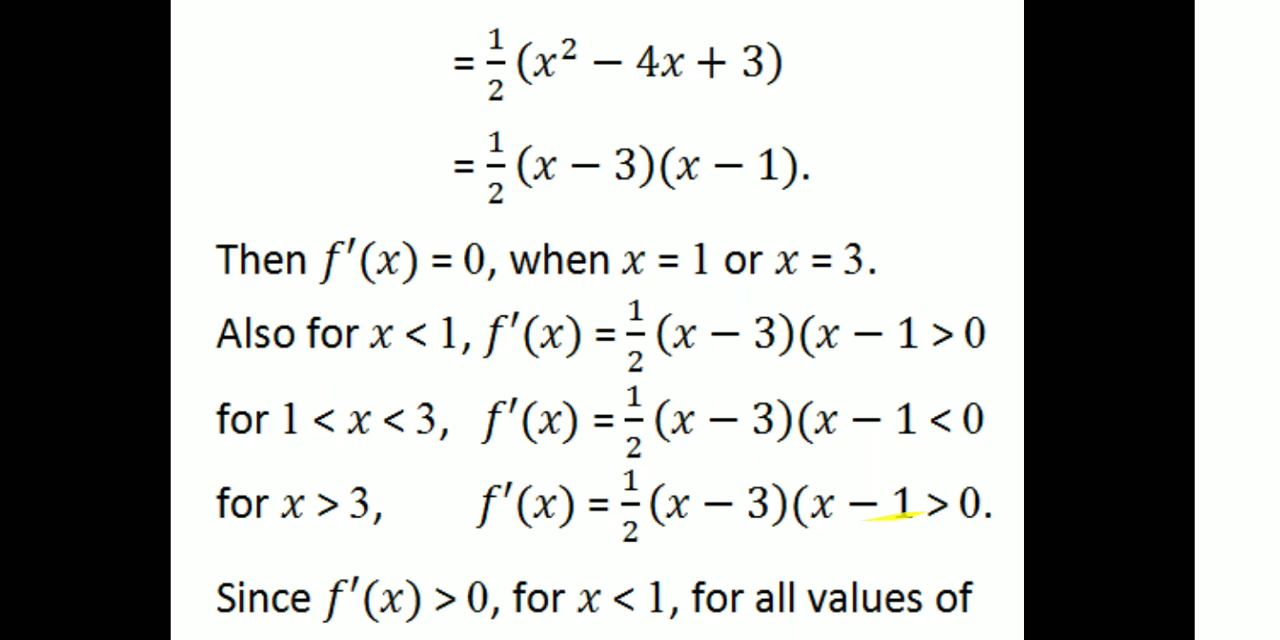 = 1/2 (x² − 4x + 3)
= 1/2 (x − 3)(x − 1).
Then f′(x) = 0, when x = 1 or x = 3.
Also for x < 1, f′(x) = 1/2 (x − 3)(x − 1 > 0
for 1 < x < 3, f′(x) = 1/2 (x − 3)(x − 1 < 0
for x > 3, f′(x) = 1/2 (x − 3)(x − 1 > 0.
Since f′(x) > 0, for x < 1, for all values of